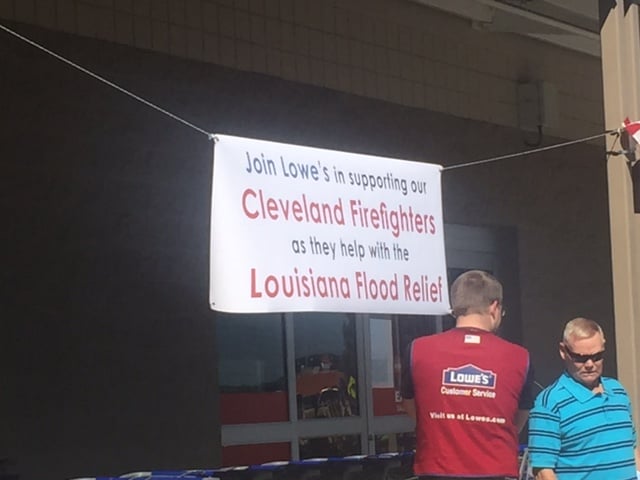 Join Lowe's in supporting our
Cleveland Firefighters
as they help with the
Louisiana Flood Relief
LOWE'S
Customer Service
Visit us at Lowes.com